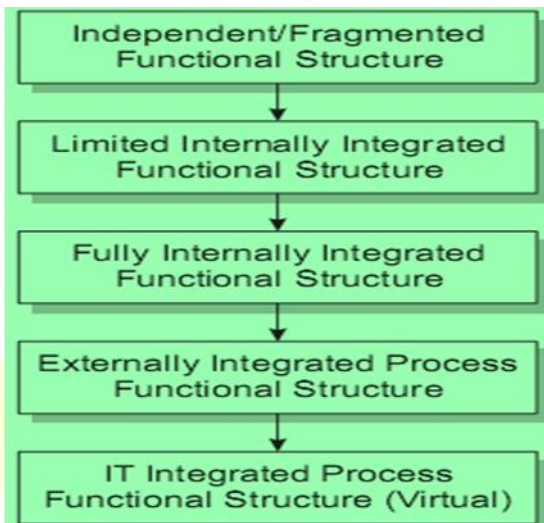 Independent/Fragmented
Functional Structure
Limited Internally Integrated
Functional Structure
Fully Internally Integrated
Functional Structure
Externally Integrated Process
Functional Structure
IT Integrated Process
Functional Structure (Virtual)